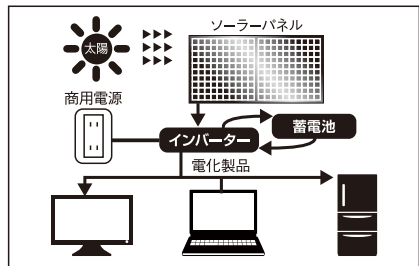 ソーラーパネル
太陽
商用電源
インバーター
蓄電池
電化製品